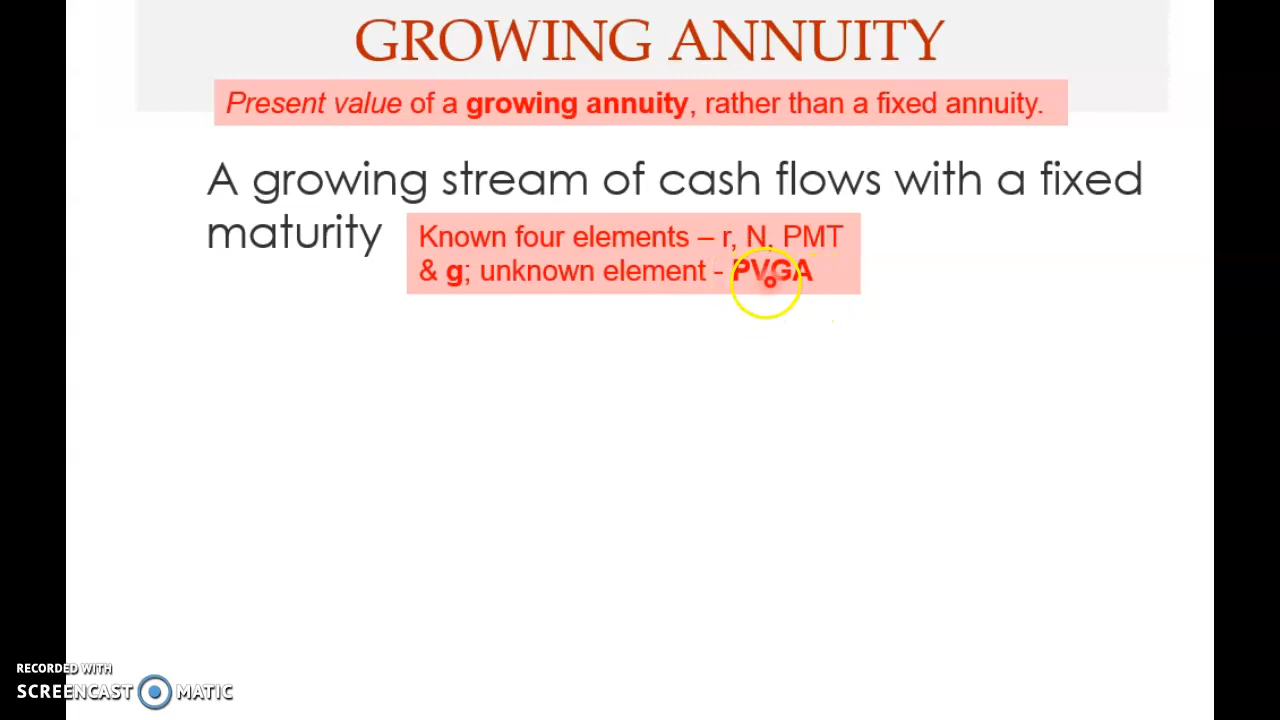 GROWING ANNUITY
Present value of a growing annuity, rather than a fixed annuity.
A growing stream of cash flows with a fixed
maturity
Known four elements – r, N, PMT
& g; unknown element - PVGA
RECORDED WITH
SCREENCAST MATIC